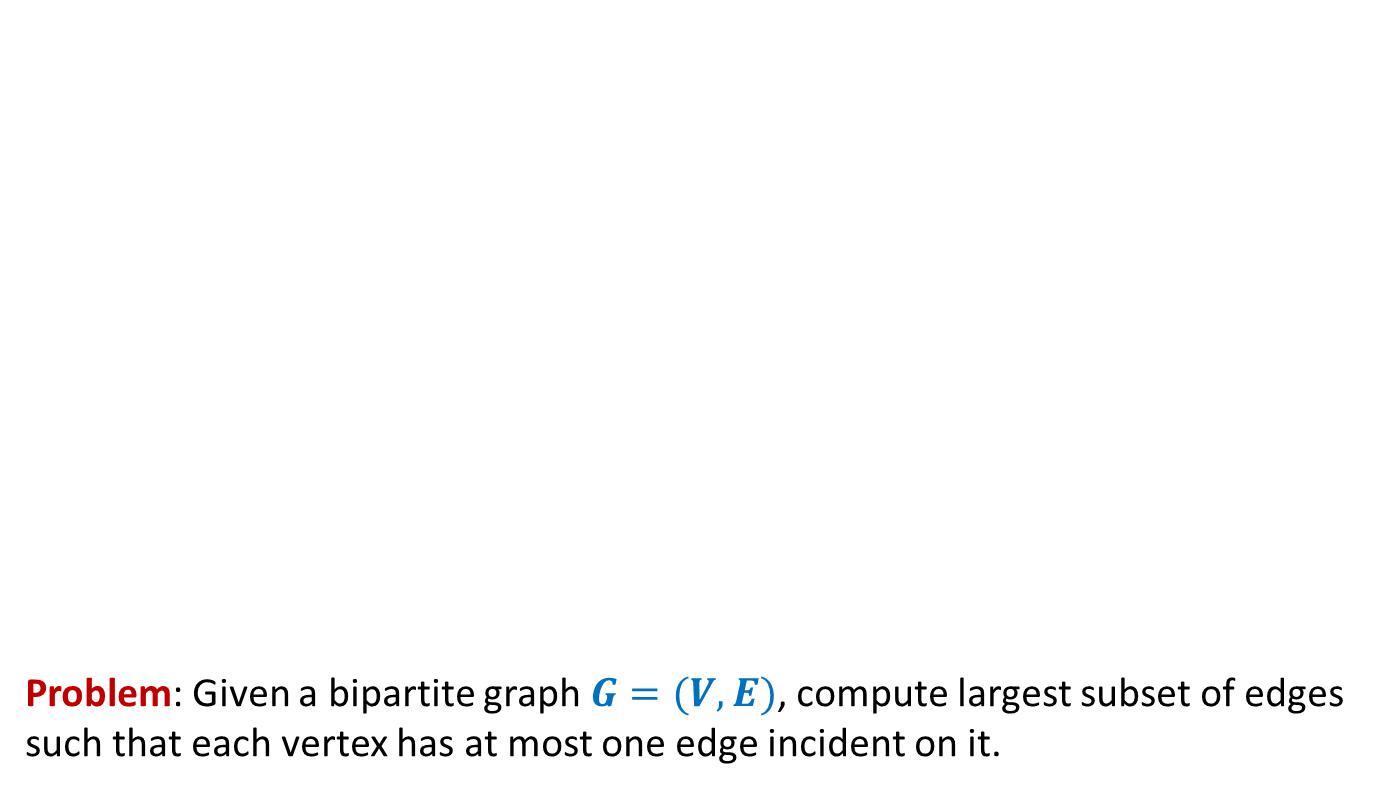 Problem: Given a bipartite graph G = (V, E), compute largest subset of edges
such that each vertex has at most one edge incident on it.